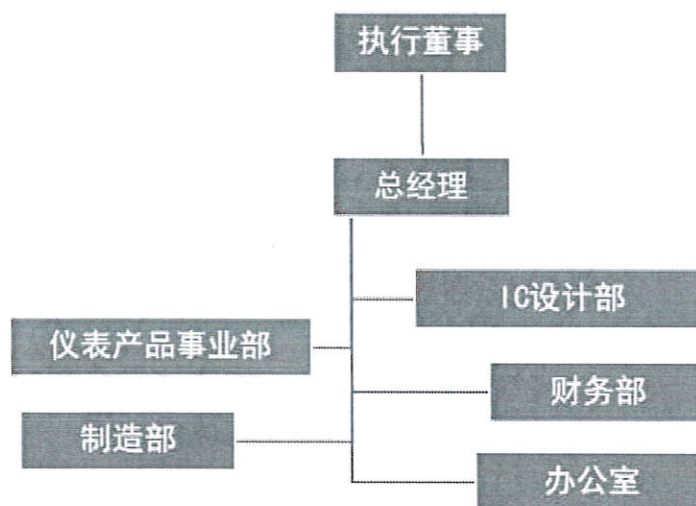 执行董事
总经理
IC设计部
仪表产品事业部
财务部
制造部
办公室